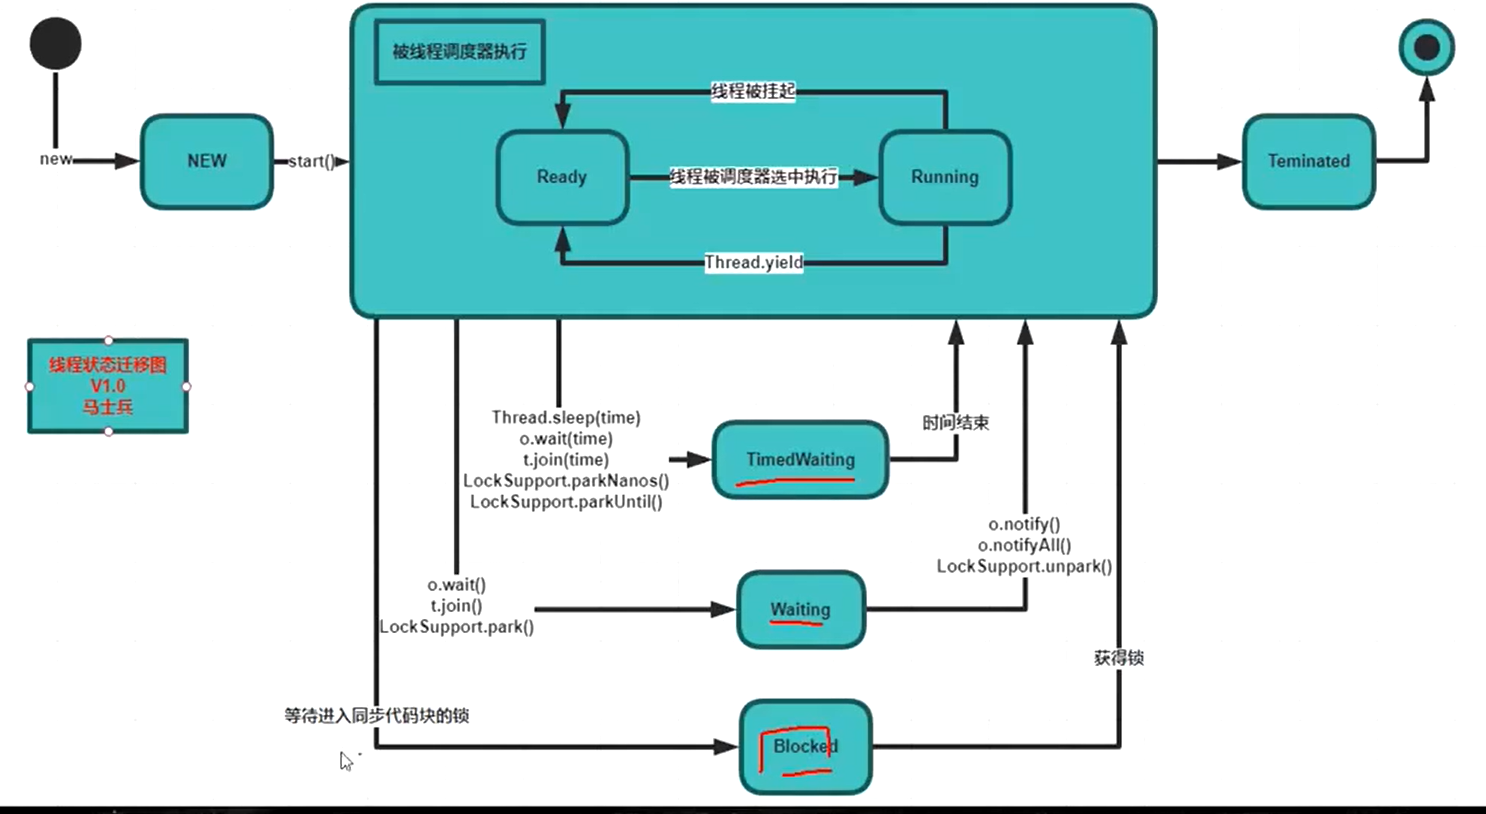 被线程调度器执行
线程被挂起
new
NEW
start()
Ready
线程被调度器选中执行
Running
Teminated
Thread.yield
线程状态迁移图
V1.0
马士兵
Thread.sleep(time)
o.wait(time)
t.join(time)
LockSupport.parkNanos()
LockSupport.parkUntil()
TimedWaiting
时间结束
o.wait()
t.join()
LockSupport.park()
Waiting
o.notify()
o.notifyAll()
LockSupport.unpark()
等待进入同步代码块的锁
Blocked
获得锁